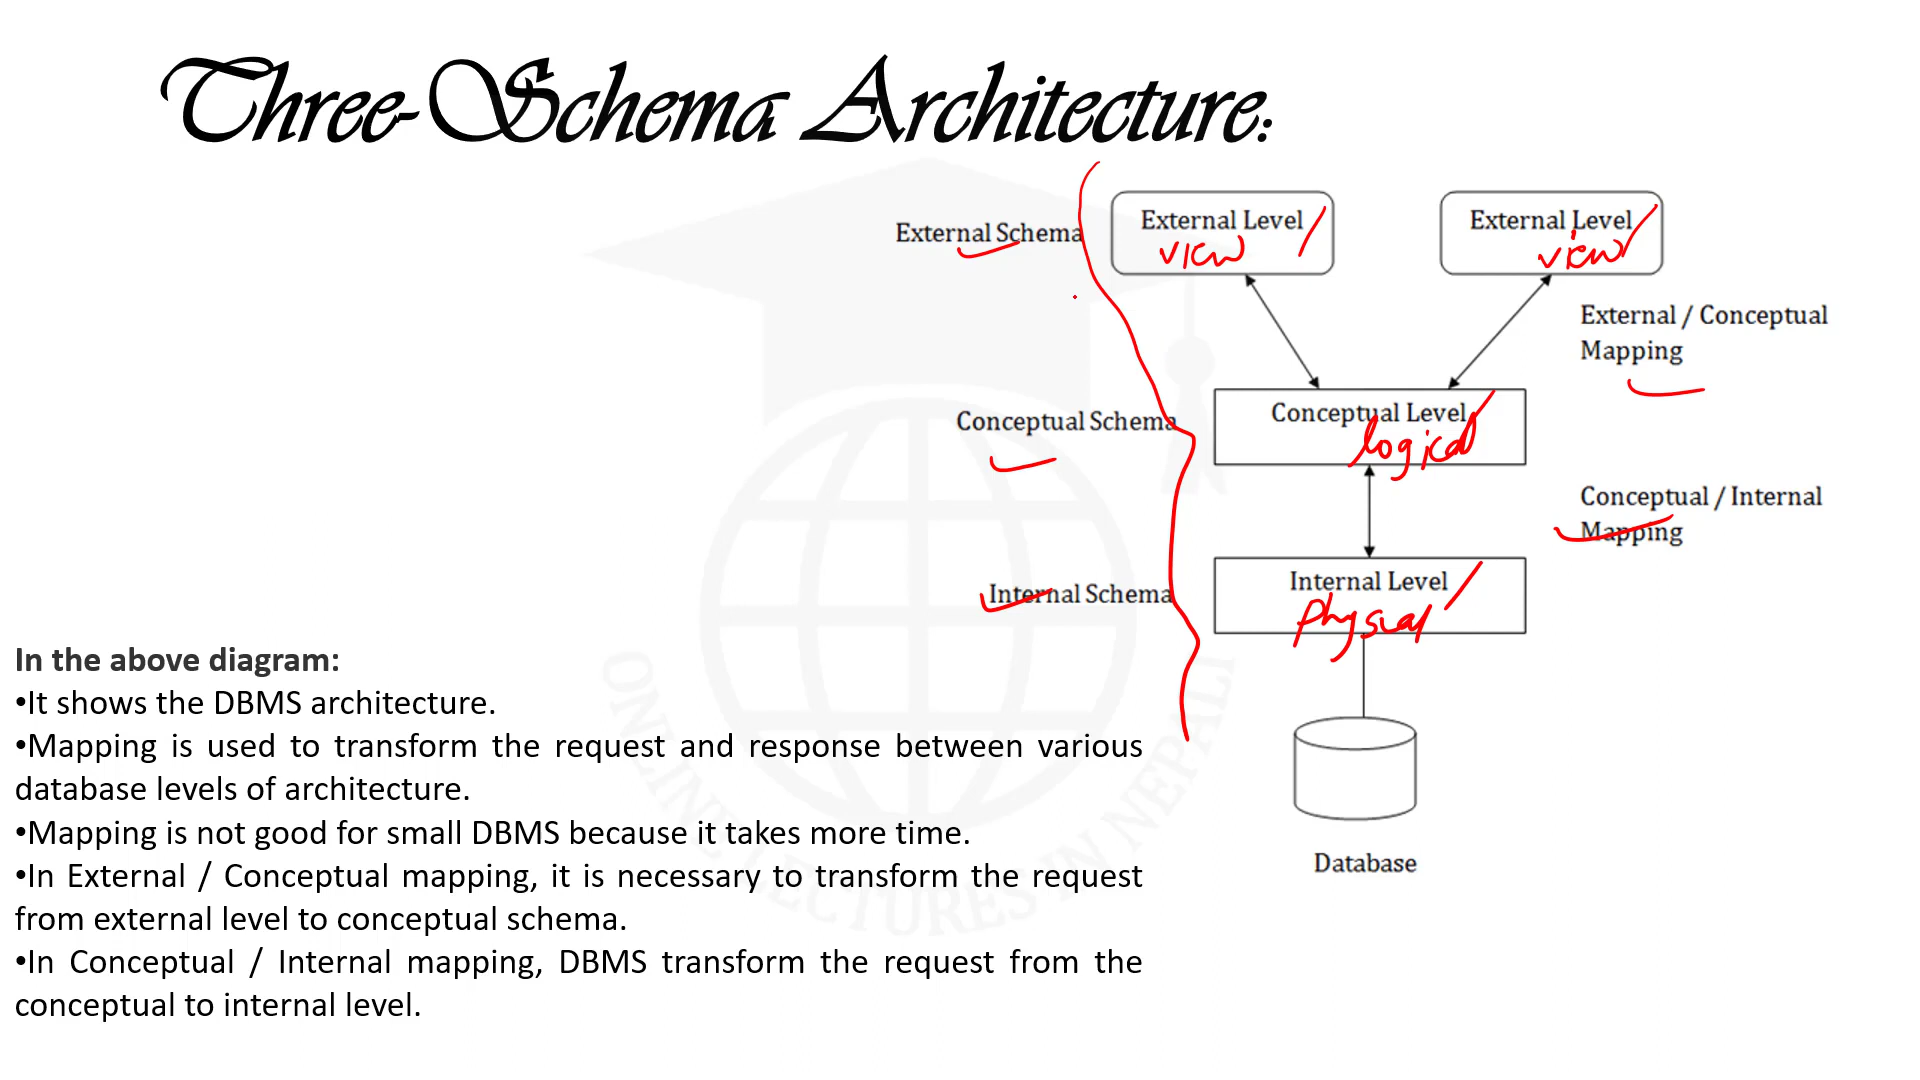 Three-Schema Architecture:
External Schema
External Level
view
External Level
view
External / Conceptual
Mapping
Conceptual Schema
Conceptual Level
logical
Conceptual / Internal
Mapping
Internal Schema
Internal Level
Physical
Database
In the above diagram:
•It shows the DBMS architecture.
•Mapping is used to transform the request and response between various
database levels of architecture.
•Mapping is not good for small DBMS because it takes more time.
•In External / Conceptual mapping, it is necessary to transform the request
from external level to conceptual schema.
•In Conceptual / Internal mapping, DBMS transform the request from the
conceptual to internal level.
ONLINE LECTURES IN NEPALI